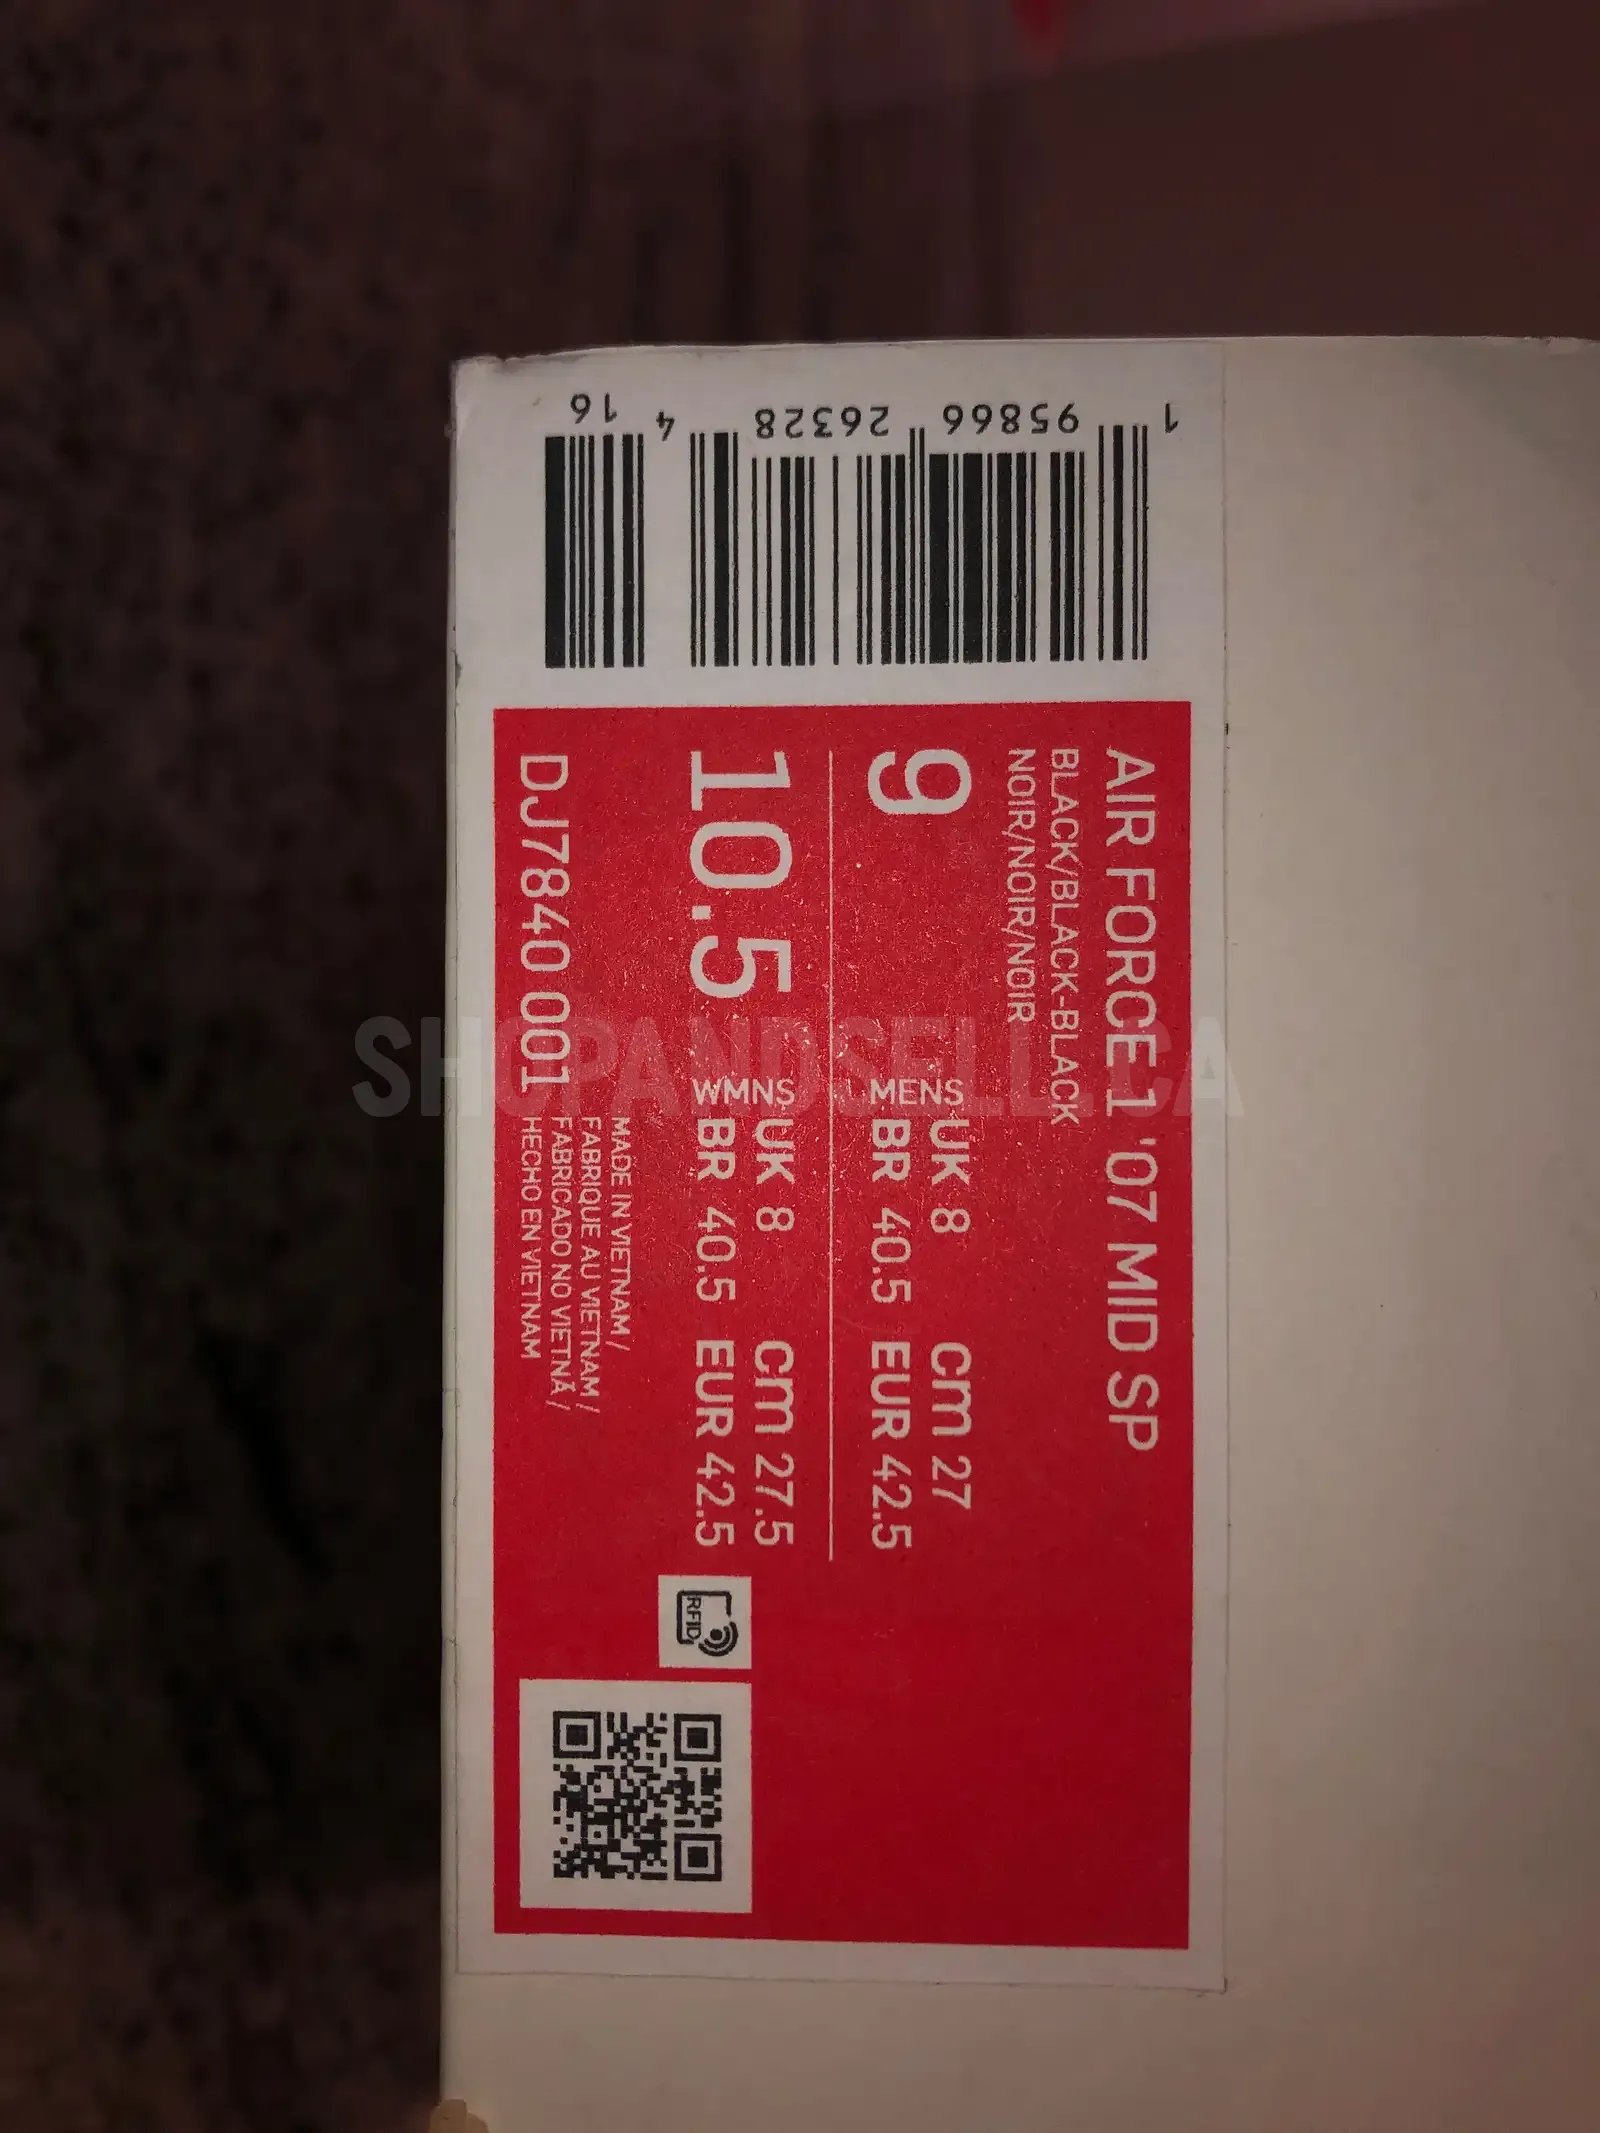 AIR FORCE 1 '07 MID SP
BLACK/BLACK-BLACK
NOIR/NOIR/NOIR
9
MENS
UK 8 cm 27
BR 40.5 EUR 42.5
10.5
WMNS
UK 8 cm 27.5
BR 40.5 EUR 42.5
DJ7840 001
MADE IN VIETNAM /
FABRIQUE AU VIETNAM /
FABRICADO NO VIETNÃ /
HECHO EN VIETNAM
RFID
1 95866 26328 4 16
SHOPANDSELL.CA